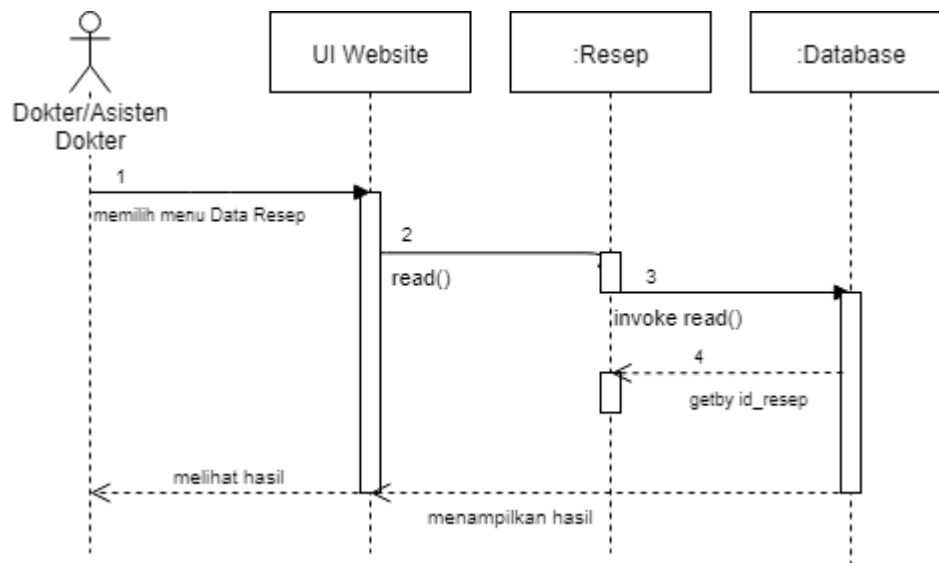 UI Website
:Resep
:Database
Dokter/Asisten
Dokter
1
memilih menu Data Resep
2
read()
3
invoke read()
4
getby id_resep
melihat hasil
menampilkan hasil